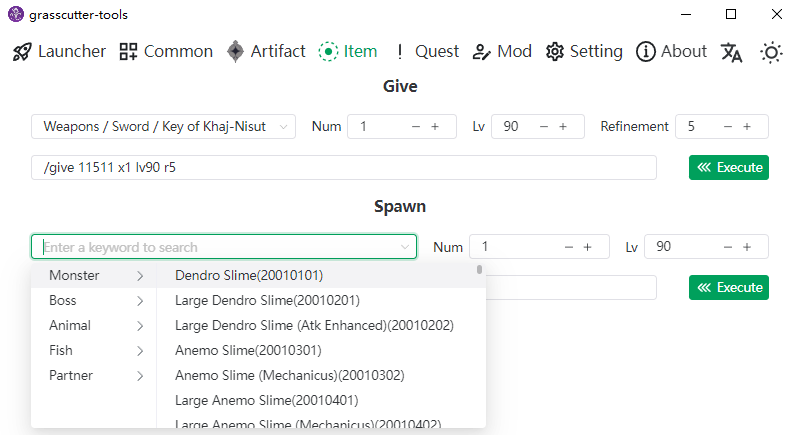 grasscutter-tools
Launcher Common Artifact Item Quest Mod Setting About
Give
Weapons / Sword / Key of Khaj-Nisut Num 1 Lv 90 Refinement 5
/give 11511 x1 lv90 r5 Execute
Spawn
Enter a keyword to search Num 1 Lv 90
Execute
Monster Dendro Slime(20010101)
Boss Large Dendro Slime(20010201)
Animal Large Dendro Slime (Atk Enhanced)(20010202)
Fish Anemo Slime(20010301)
Partner Anemo Slime (Mechanicus)(20010302)
Large Anemo Slime(20010401)
Large Anemo Slime (Mechanicus)(20010402)